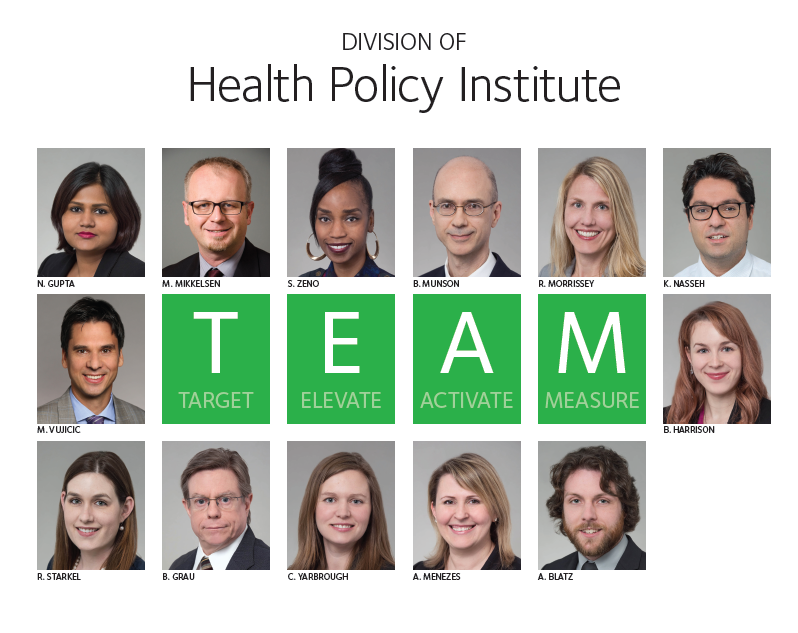 DIVISION OF
Health Policy Institute
N. GUPTA
M. MIKKELSEN
S. ZENO
B. MUNSON
R. MORRISSEY
K. NASSEH
M. VUJICIC
T
TARGET
E
ELEVATE
A
ACTIVATE
M
MEASURE
B. HARRISON
R. STARKEL
B. GRAU
C. YARBROUGH
A. MENEZES
A. BLATZ